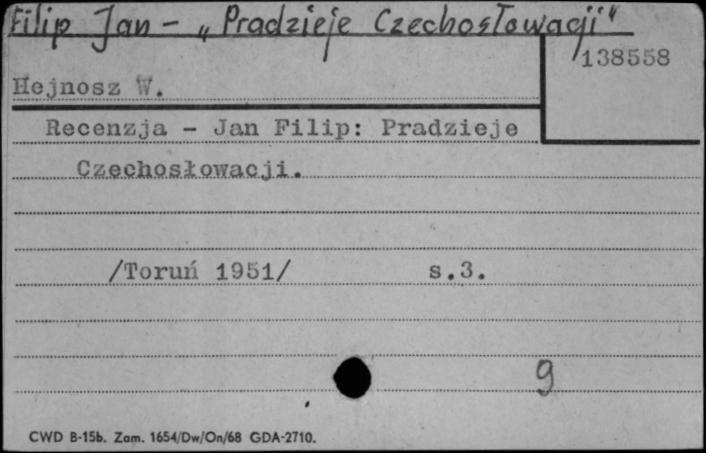 Filip Jan - „Pradzieje Czechosłowacji"
138558
Hejnosz W.
Recenzja - Jan Filip: Pradzieje
Czechosłowacji.
/Toruń 1951/ s.3.
9
CWD B-15b. Zam. 1654/Dw/On/68 GDA-2710.